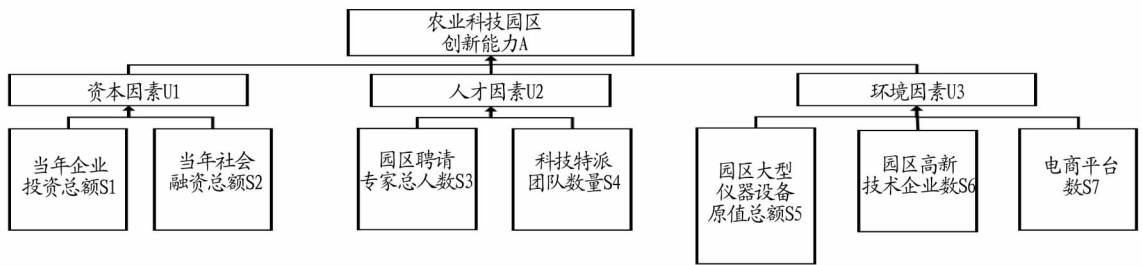 农业科技园区
创新能力A
资本因素U1
人才因素U2
环境因素U3
当年企业
投资总额S1
当年社会
融资总额S2
园区聘请
专家总人数S3
科技特派
团队数量S4
园区大型
仪器设备
原值总额S5
园区高新
技术企业数S6
电商平台
数S7